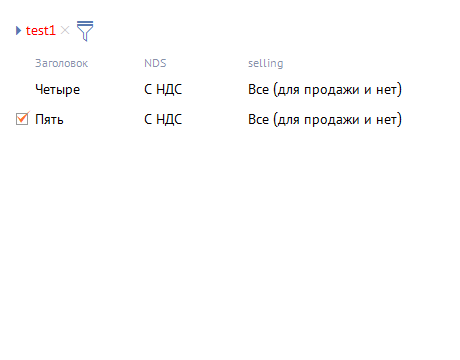 test1
Заголовок NDS selling
Четыре С НДС Все (для продажи и нет)
Пять С НДС Все (для продажи и нет)